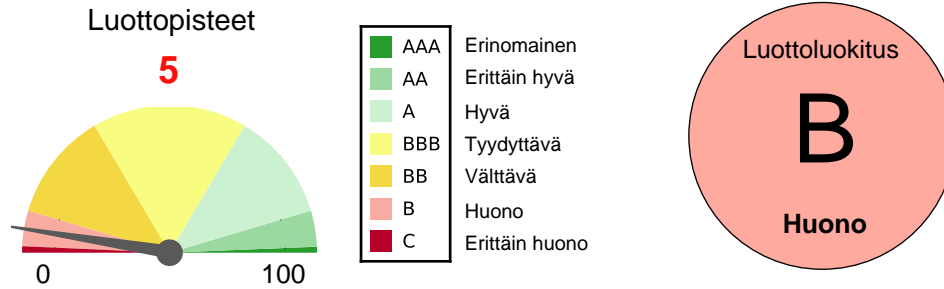 Luottopisteet
5
0
100
AAA Erinomainen
AA Erittäin hyvä
A Hyvä
BBB Tyydyttävä
BB Välttävä
B Huono
C Erittäin huono
Luottoluokitus
B
Huono